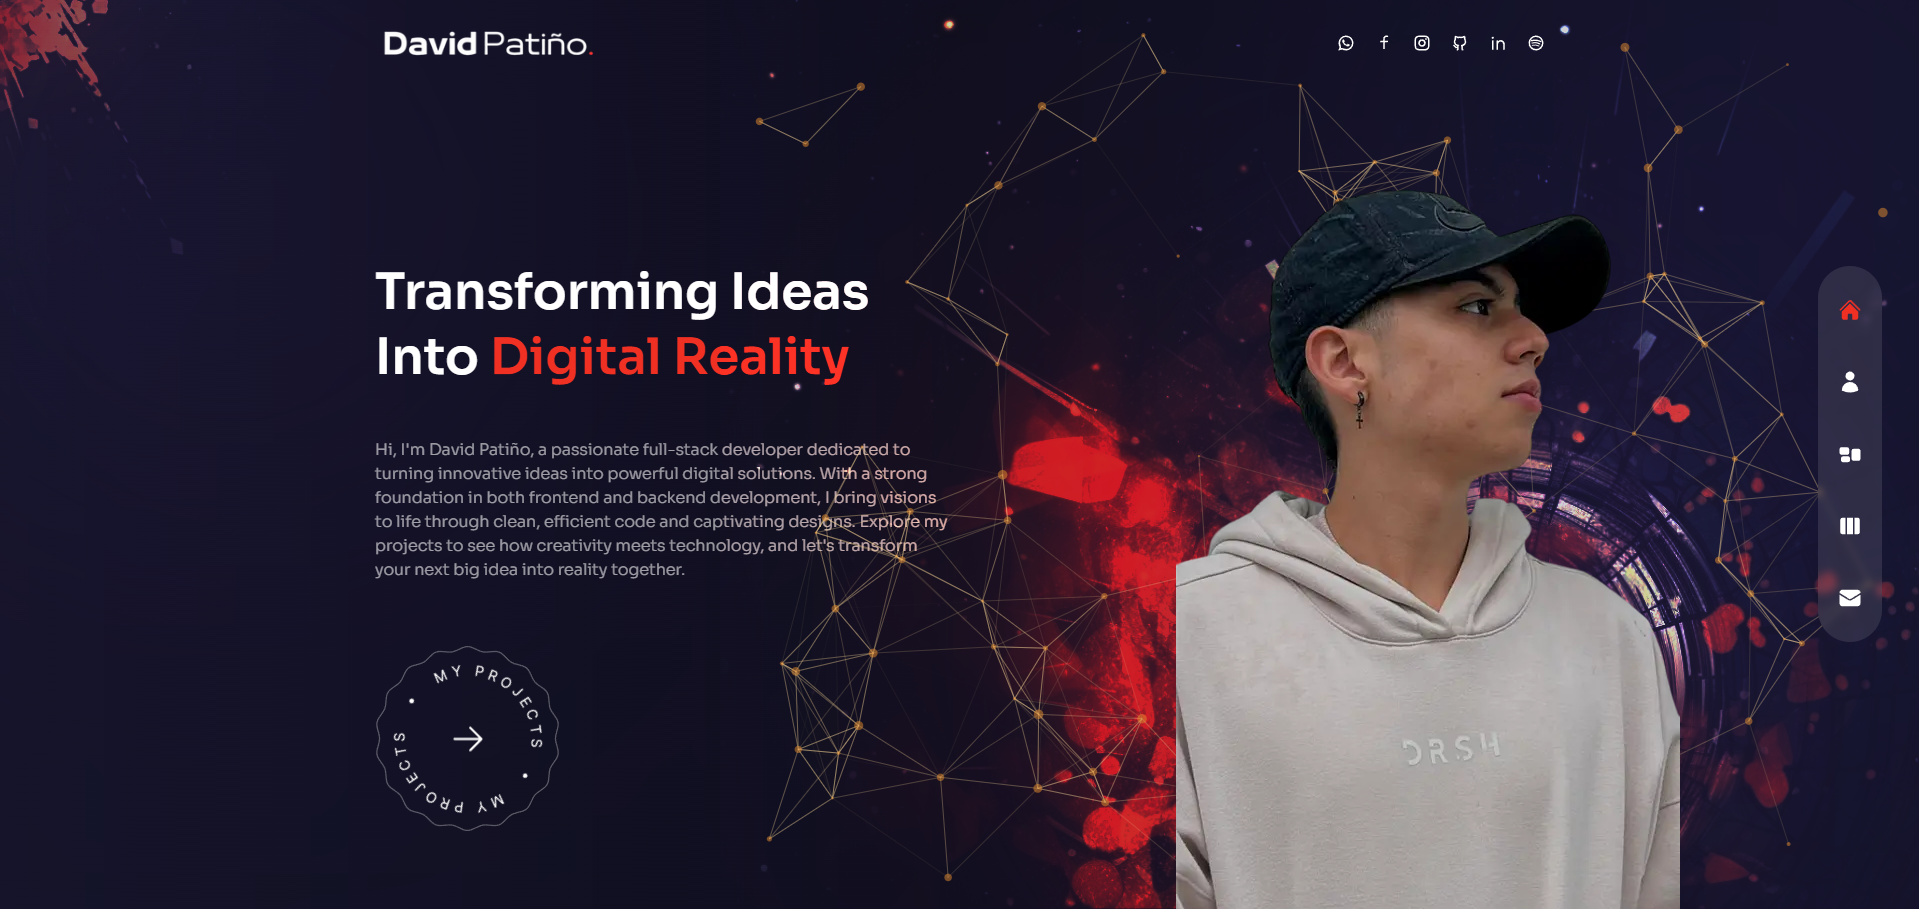 David Patiño.
Transforming Ideas
Into Digital Reality
Hi, I'm David Patiño, a passionate full-stack developer dedicated to
turning innovative ideas into powerful digital solutions. With a strong
foundation in both frontend and backend development, I bring visions
to life through clean, efficient code and captivating designs. Explore my
projects to see how creativity meets technology, and let's transform
your next big idea into reality together.
MY PROJECTS • MY PROJECTS •
DRSH